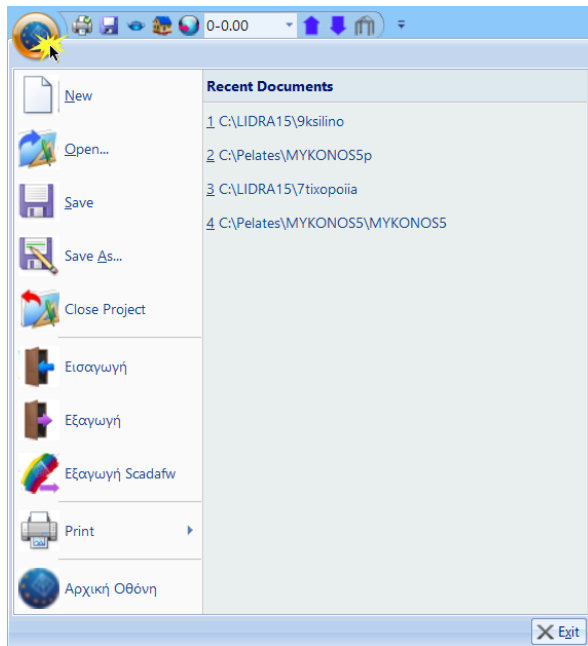 0-0.00
New
Open...
Save
Save As...
Close Project
Εισαγωγή
Εξαγωγή
Εξαγωγή Scadafw
Print
Αρχική Οθόνη
Recent Documents
1 C:\LIDRA15\9ksilino
2 C:\Pelates\MYKONOS5p
3 C:\LIDRA15\7tixopoiia
4 C:\Pelates\MYKONOS5\MYKONOS5
Exit